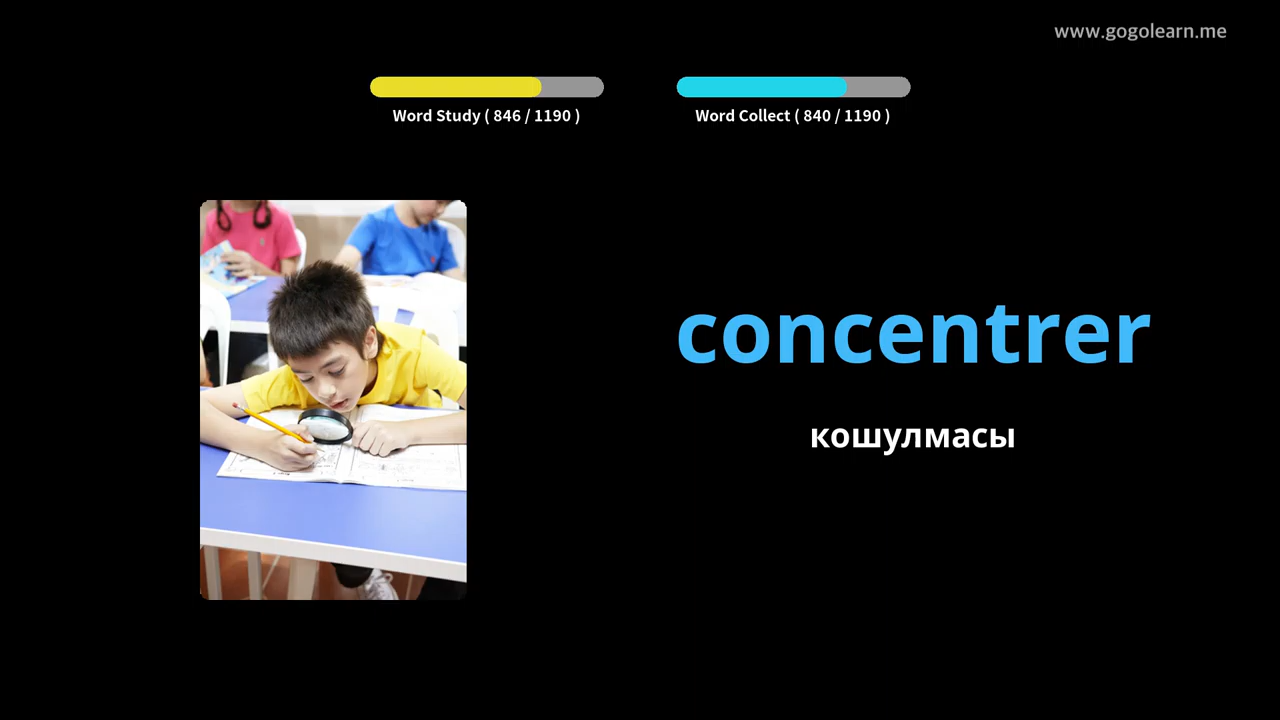 www.gogolearn.me
Word Study ( 846 / 1190 )
Word Collect ( 840 / 1190 )
concentrer
кошулмасы